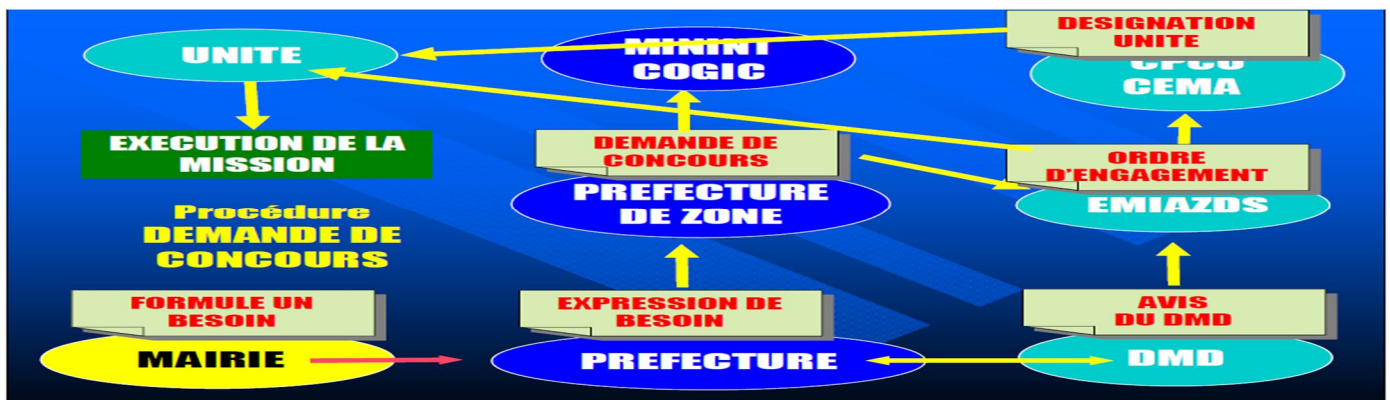 UNITE
MININT
COGIC
DESIGNATION
UNITE
CPCO
CEMA
EXECUTION DE LA
MISSION
DEMANDE DE
CONCOURS
PREFECTURE
DE ZONE
ORDRE
D'ENGAGEMENT
EMIAZDS
Procédure
DEMANDE DE
CONCOURS
FORMULE UN
BESOIN
MAIRIE
EXPRESSION DE
BESOIN
PREFECTURE
AVIS
DU DMD
DMD